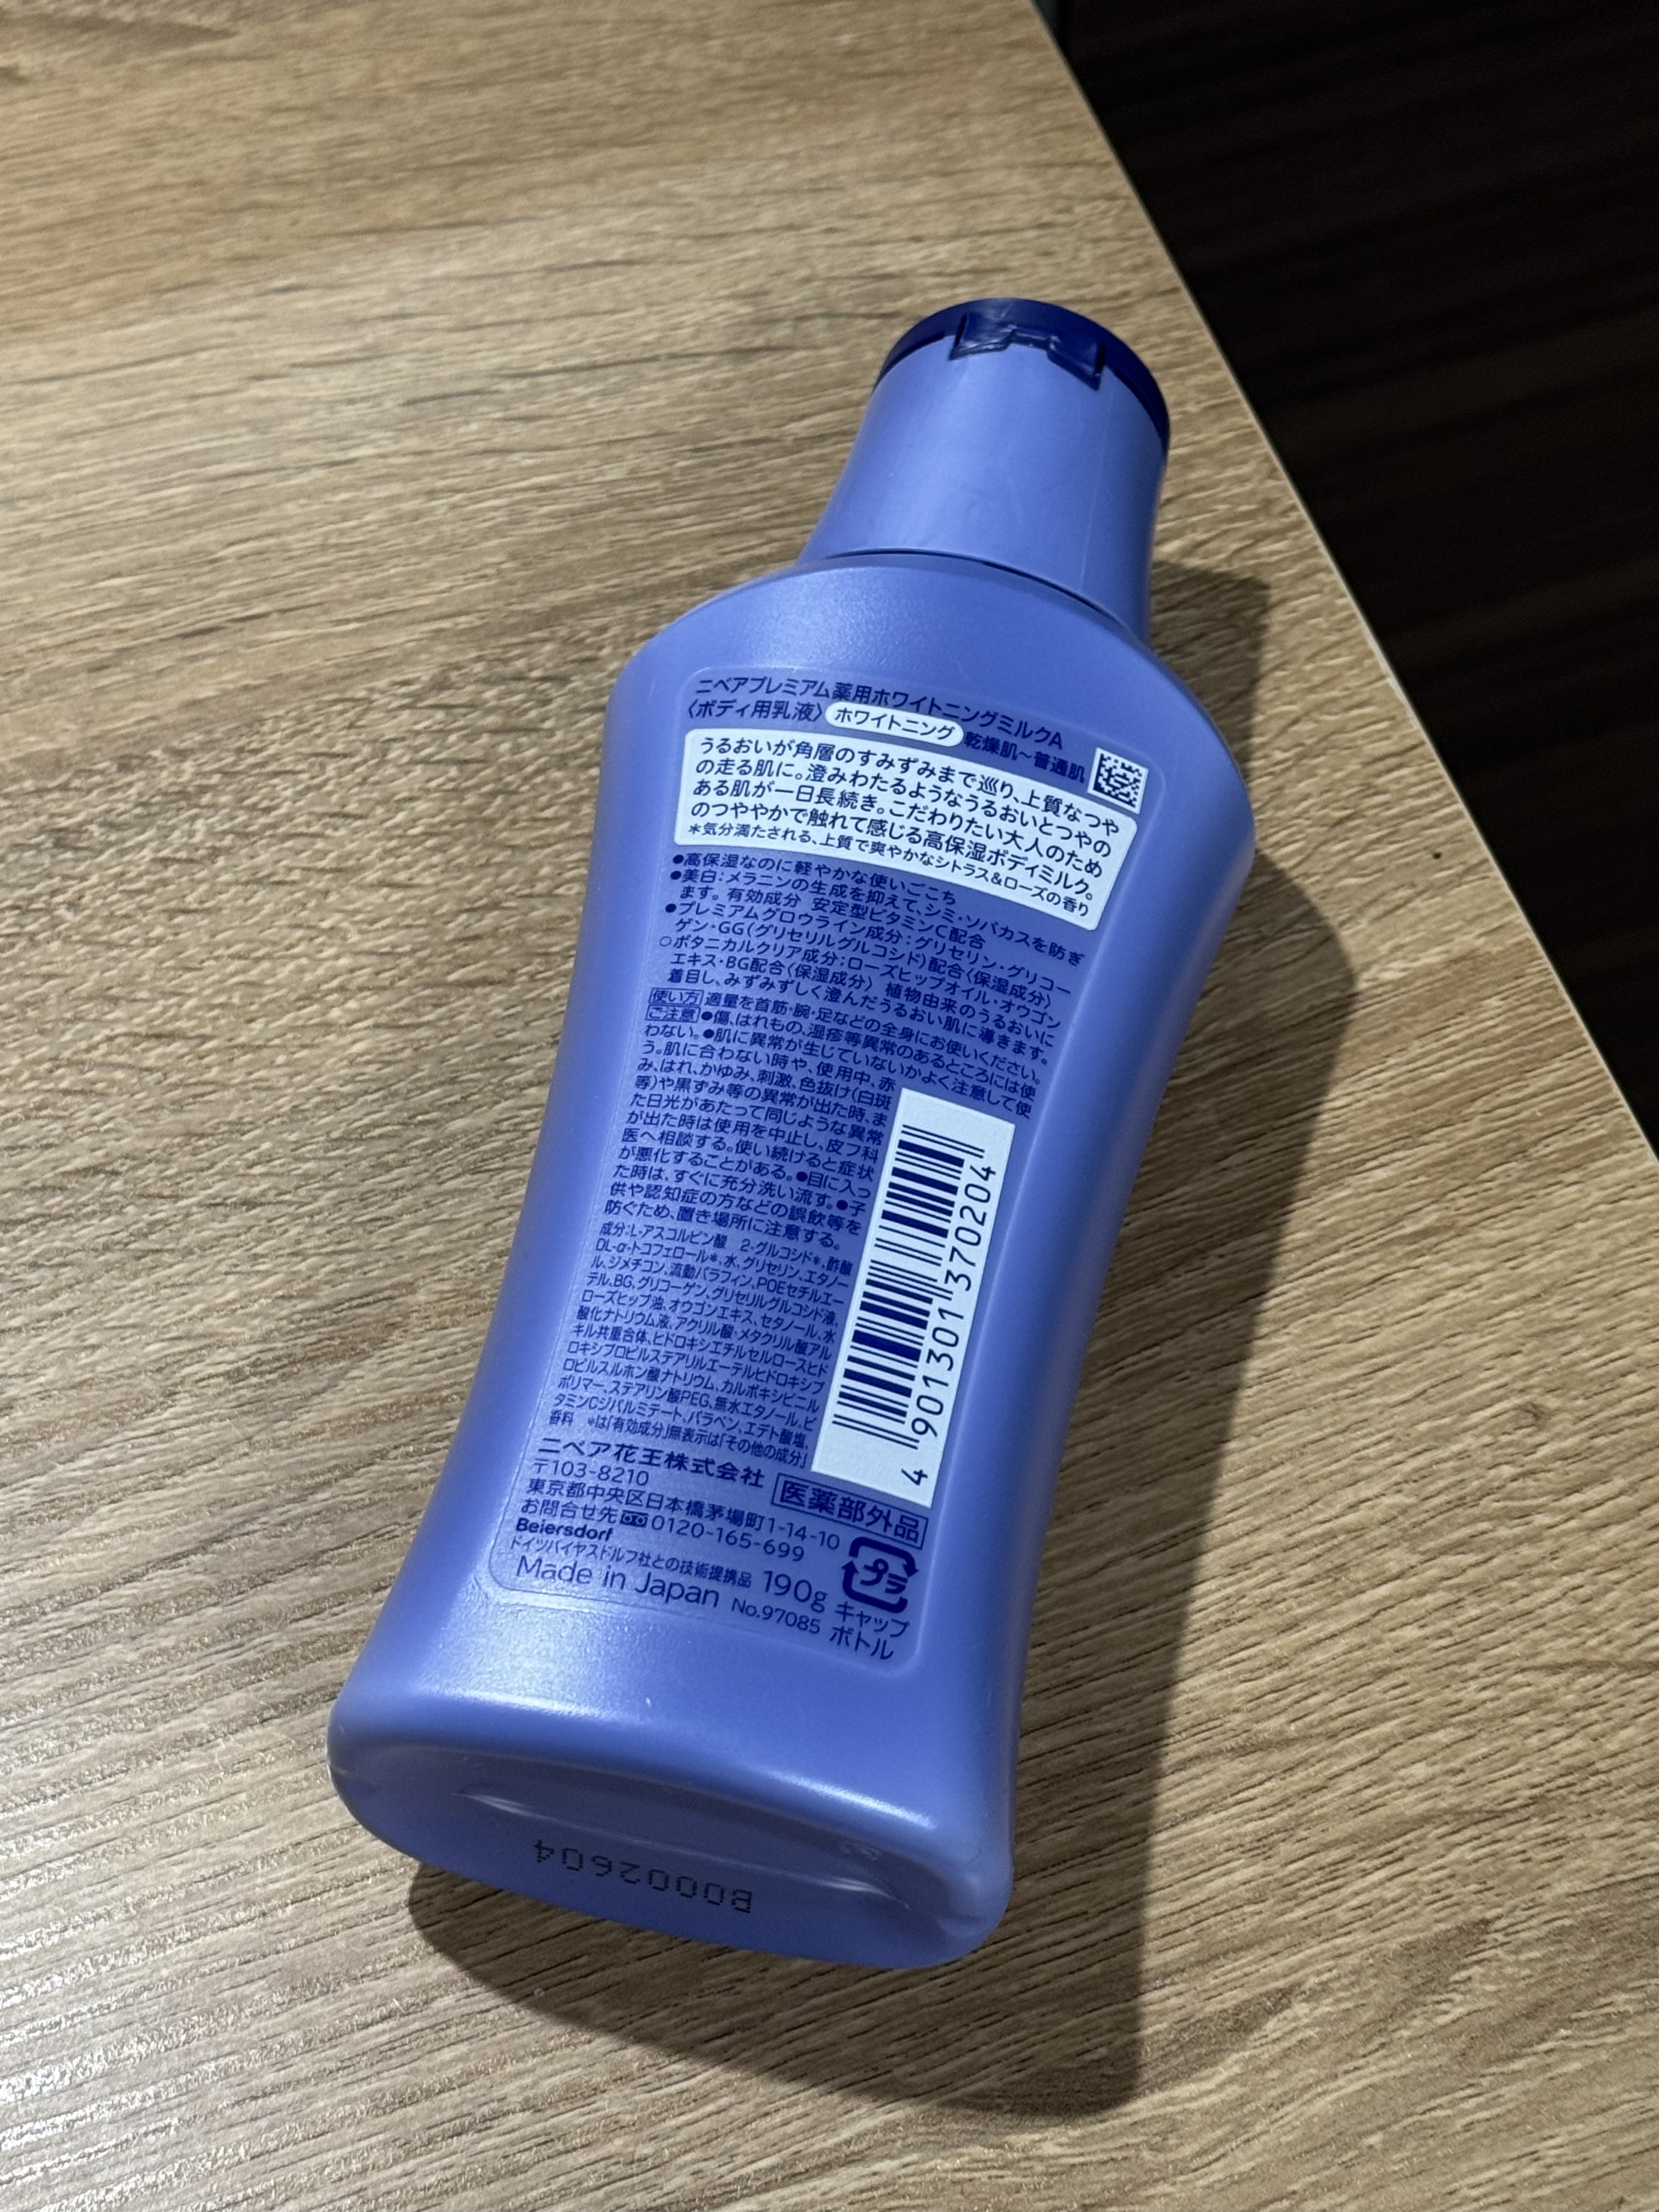 ニベアプレミアム薬用ホワイトニングミルクA
〈ボディ用乳液〉 ホワイトニング 乾燥肌~普通肌
うるおいが角層のすみずみまで巡り、上質なつや
の走る肌に。澄みわたるようなうるおいとつやの
ある肌が一日長続き。こだわりたい大人のため
のつややかで触れて感じる高保湿ボディミルク。
*気分満たされる、上質で爽やかなシトラス&ローズの香り
●高保湿なのに軽やかな使いごこち
●美白:メラニンの生成を抑えて、シミ・ソバカスを防ぎ
ます。有効成分 安定型ビタミンC配合
●プレミアムグロウライン成分:グリセリン・グリコー
ゲン・GG(グリセリルグルコシド)配合〈保湿成分〉
○ボタニカルクリア成分:ローズヒップオイル・オウゴン
エキス・BG配合〈保湿成分〉 植物由来のうるおいに
着目し、みずみずしく澄んだうるおい肌に導きます。
使い方 適量を首筋・腕・足などの全身にお使いください。
ご注意 ●傷、はれもの、湿疹等異常のあるところには使
わない。●肌に異常が生じていないかよく注意して使
う。肌に合わない時や、使用中、赤
み、はれ、かゆみ、刺激、色抜け(白斑
等)や黒ずみ等の異常が出た時、ま
た日光があたって同じような異常
が出た時は使用を中止し、皮フ科
医へ相談する。使い続けると症状
が悪化することがある。●目に入っ
た時は、すぐに充分洗い流す。●子
供や認知症の方などの誤飲等を
防ぐため、置き場所に注意する。
成分:L-アスコルビン酸 2-グルコシド*、酢酸
DL-α-トコフェロール*、水、グリセリン、エタノー
ル、ジメチコン、流動パラフィン、POEセチルエー
テル、BG、グリコーゲン、グリセリルグルコシド液、
ローズヒップ油、オウゴンエキス、セタノール、水
酸化ナトリウム液、アクリル酸・メタクリル酸アル
キル共重合体、ヒドロキシエチルセルロースヒド
ロキシプロピルステアリルエーテルヒドロキシプ
ロピルスルホン酸ナトリウム、カルボキシビニル
ポリマー、ステアリン酸PEG、無水エタノール、ビ
タミンCジパルミテート、パラベン、エデト酸塩、
香料 *は「有効成分」無表示は「その他の成分」
4 901301 370204
ニベア花王株式会社
医薬部外品
〒103-8210
東京都中央区日本橋茅場町1-14-10
お問合せ先 0120-165-699
Beiersdorf
ドイツバイヤスドルフ社との技術提携品
190g
プラ
キャップ
ボトル
Made in Japan
No.97085
B0002604